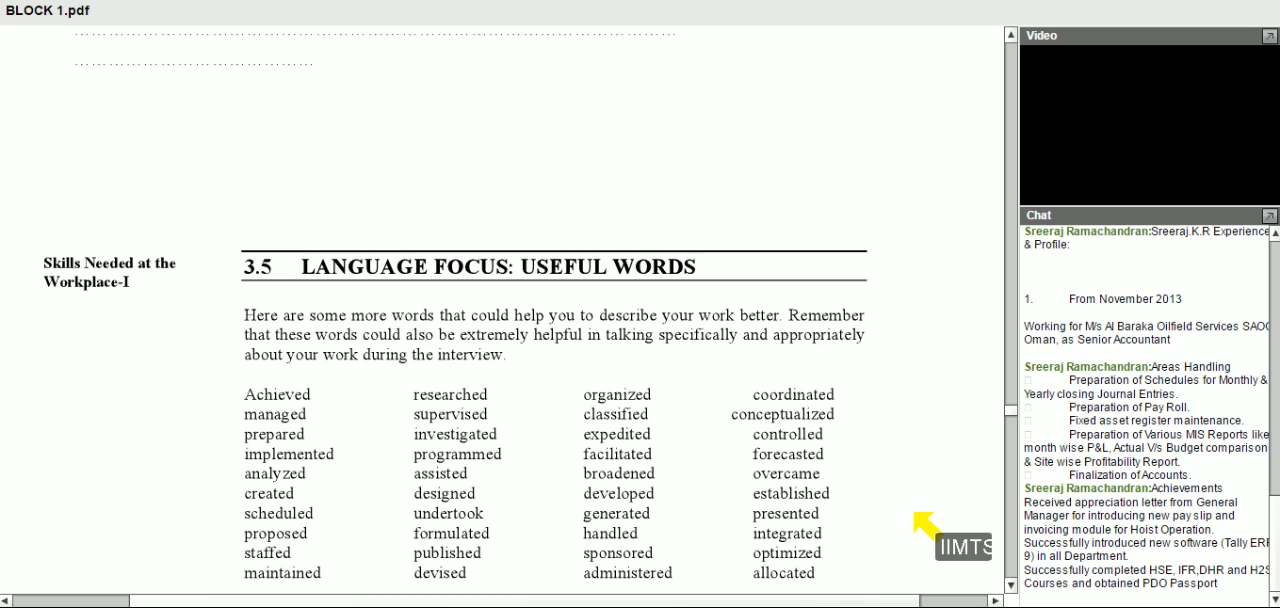 BLOCK 1.pdf
Skills Needed at the
Workplace-I
3.5 LANGUAGE FOCUS: USEFUL WORDS
Here are some more words that could help you to describe your work better. Remember
that these words could also be extremely helpful in talking specifically and appropriately
about your work during the interview.
Achieved researched organized coordinated
managed supervised classified conceptualized
prepared investigated expedited controlled
implemented programmed facilitated forecasted
analyzed assisted broadened overcame
created designed developed established
scheduled undertook generated presented
proposed formulated handled integrated
staffed published sponsored optimized
maintained devised administered allocated
IIMTS
Video
Chat
Sreeraj Ramachandran:Sreeraj.K.R Experience
& Profile:
1. From November 2013
Working for M/s Al Baraka Oilfield Services SAOC
Oman, as Senior Accountant
Sreeraj Ramachandran:Areas Handling
Preparation of Schedules for Monthly &
Yearly closing Journal Entries.
Preparation of Pay Roll.
Fixed asset register maintenance.
Preparation of Various MIS Reports like
month wise P&L, Actual V/s Budget comparison
& Site wise Profitability Report.
Finalization of Accounts.
Sreeraj Ramachandran:Achievements
Received appreciation letter from General
Manager for introducing new pay slip and
invoicing module for Hoist Operation.
Successfully introduced new software (Tally ERP
9) in all Department.
Successfully completed HSE, IFR,DHR and H2S
Courses and obtained PDO Passport